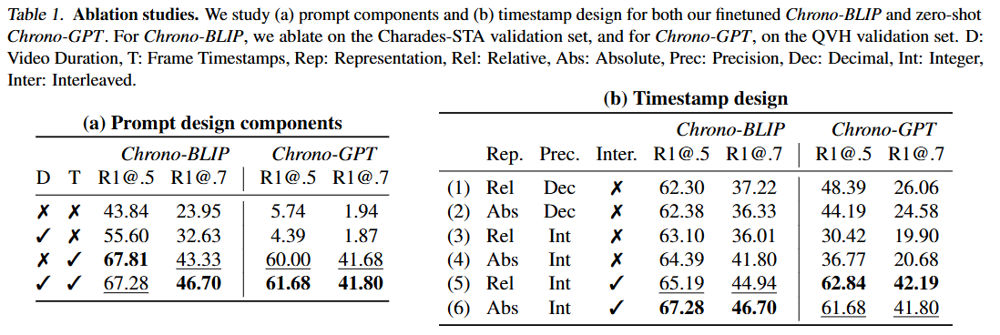 Table 1. Ablation studies. We study (a) prompt components and (b) timestamp design for both our finetuned Chrono-BLIP and zero-shot
Chrono-GPT. For Chrono-BLIP, we ablate on the Charades-STA validation set, and for Chrono-GPT, on the QVH validation set. D:
Video Duration, T: Frame Timestamps, Rep: Representation, Rel: Relative, Abs: Absolute, Prec: Precision, Dec: Decimal, Int: Integer,
Inter: Interleaved.
(a) Prompt design components
Chrono-BLIP Chrono-GPT
D T R1@.5 R1@.7 R1@.5 R1@.7
✗ ✗ 43.84 23.95 5.74 1.94
✓ ✗ 55.60 32.63 4.39 1.87
✗ ✓ 67.81 43.33 60.00 41.68
✓ ✓ 67.28 46.70 61.68 41.80
(b) Timestamp design
Chrono-BLIP Chrono-GPT
Rep. Prec. Inter. R1@.5 R1@.7 R1@.5 R1@.7
(1) Rel Dec ✗ 62.30 37.22 48.39 26.06
(2) Abs Dec ✗ 62.38 36.33 44.19 24.58
(3) Rel Int ✗ 63.10 36.01 30.42 19.90
(4) Abs Int ✗ 64.39 41.80 36.77 20.68
(5) Rel Int ✓ 65.19 44.94 62.84 42.19
(6) Abs Int ✓ 67.28 46.70 61.68 41.80